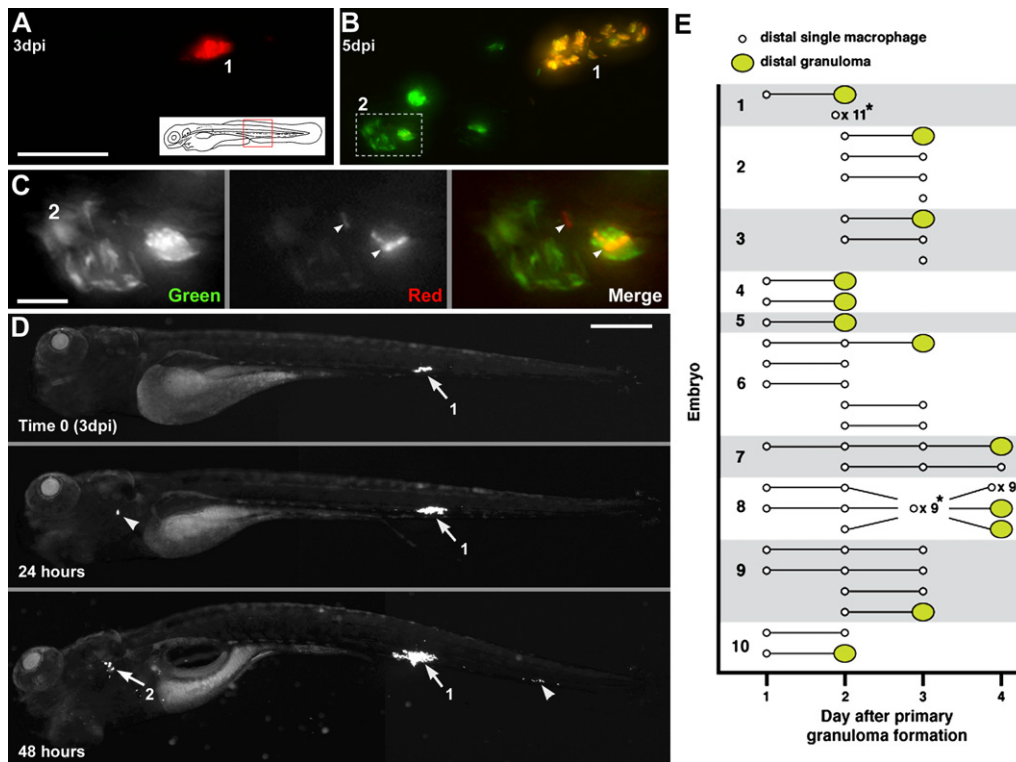 A
3dpi
1
B
5dpi
1
2
C
2
Green
Red
Merge
D
1
Time 0 (3dpi)
1
24 hours
2
1
48 hours
E
distal single macrophage
distal granuloma
Embryo
1
x 11*
2
3
4
5
6
7
8
x 9*
x 9
9
10
1 2 3 4
Day after primary
granuloma formation